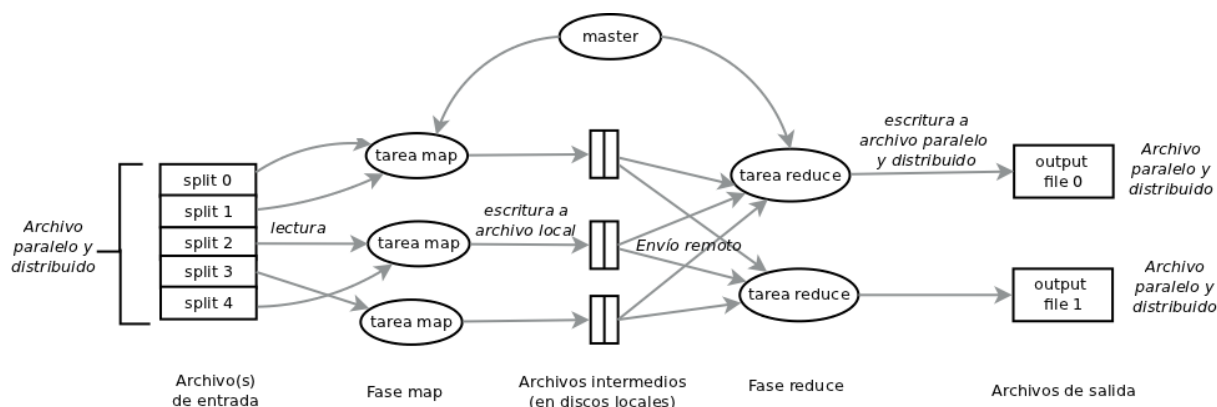 master
tarea map
escritura a
archivo paralelo
y distribuido
Archivo
paralelo y
distribuido
split 0
split 1
split 2
split 3
split 4
Archivo
paralelo y
distribuido
lectura
tarea map
escritura a
archivo local
Envío remoto
tarea map
tarea reduce
output
file 0
tarea reduce
output
file 1
Archivo
paralelo y
distribuido
Archivo(s)
de entrada
Fase map
Archivos intermedios
(en discos locales)
Fase reduce
Archivos de salida